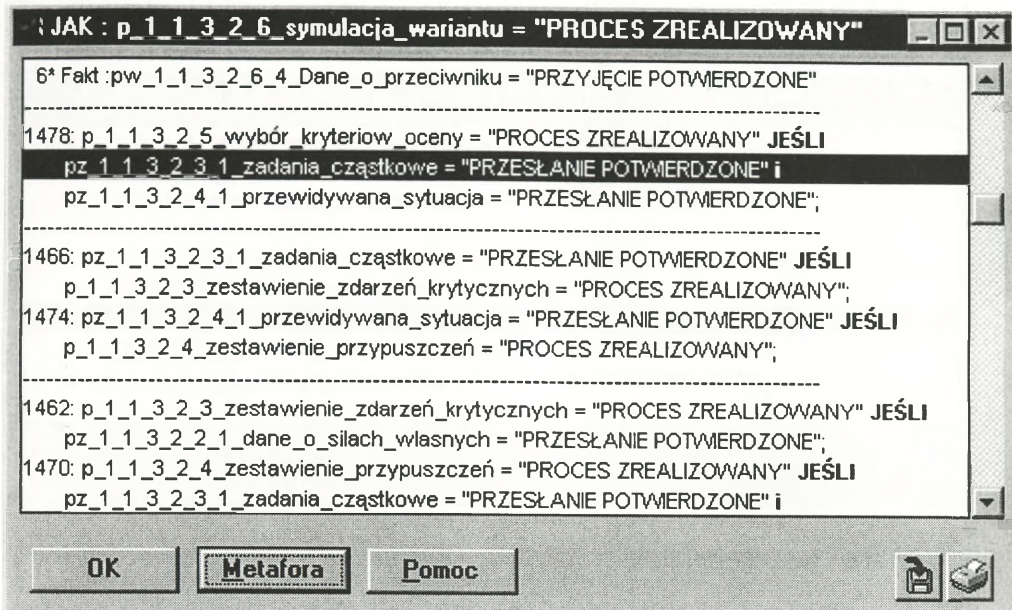 JAK : p_1_1_3_2_6_symulacja_wariantu = "PROCES ZREALIZOWANY"
6* Fakt :pw_1_1_3_2_6_4_Dane_o_przeciwniku = "PRZYJĘCIE POTWIERDZONE"
1478: p_1_1_3_2_5_wybór_kryteriow_oceny = "PROCES ZREALIZOWANY" JEŚLI
pz_1_1_3_2_3_1_zadania_cząstkowe = "PRZESŁANIE POTWIERDZONE" i
pz_1_1_3_2_4_1_przewidywana_sytuacja = "PRZESŁANIE POTWIERDZONE";
1466: pz_1_1_3_2_3_1_zadania_cząstkowe = "PRZESŁANIE POTWIERDZONE" JEŚLI
p_1_1_3_2_3_zestawienie_zdarzeń_krytycznych = "PROCES ZREALIZOWANY";
1474: pz_1_1_3_2_4_1_przewidywana_sytuacja = "PRZESŁANIE POTWIERDZONE" JEŚLI
p_1_1_3_2_4_zestawienie_przypuszczeń = "PROCES ZREALIZOWANY";
1462: p_1_1_3_2_3_zestawienie_zdarzeń_krytycznych = "PROCES ZREALIZOWANY" JEŚLI
pz_1_1_3_2_2_1_dane_o_silach_wlasnych = "PRZESŁANIE POTWIERDZONE";
1470: p_1_1_3_2_4_zestawienie_przypuszczeń = "PROCES ZREALIZOWANY" JEŚLI
pz_1_1_3_2_3_1_zadania_cząstkowe = "PRZESŁANIE POTWIERDZONE" i
OK Metafora Pomoc